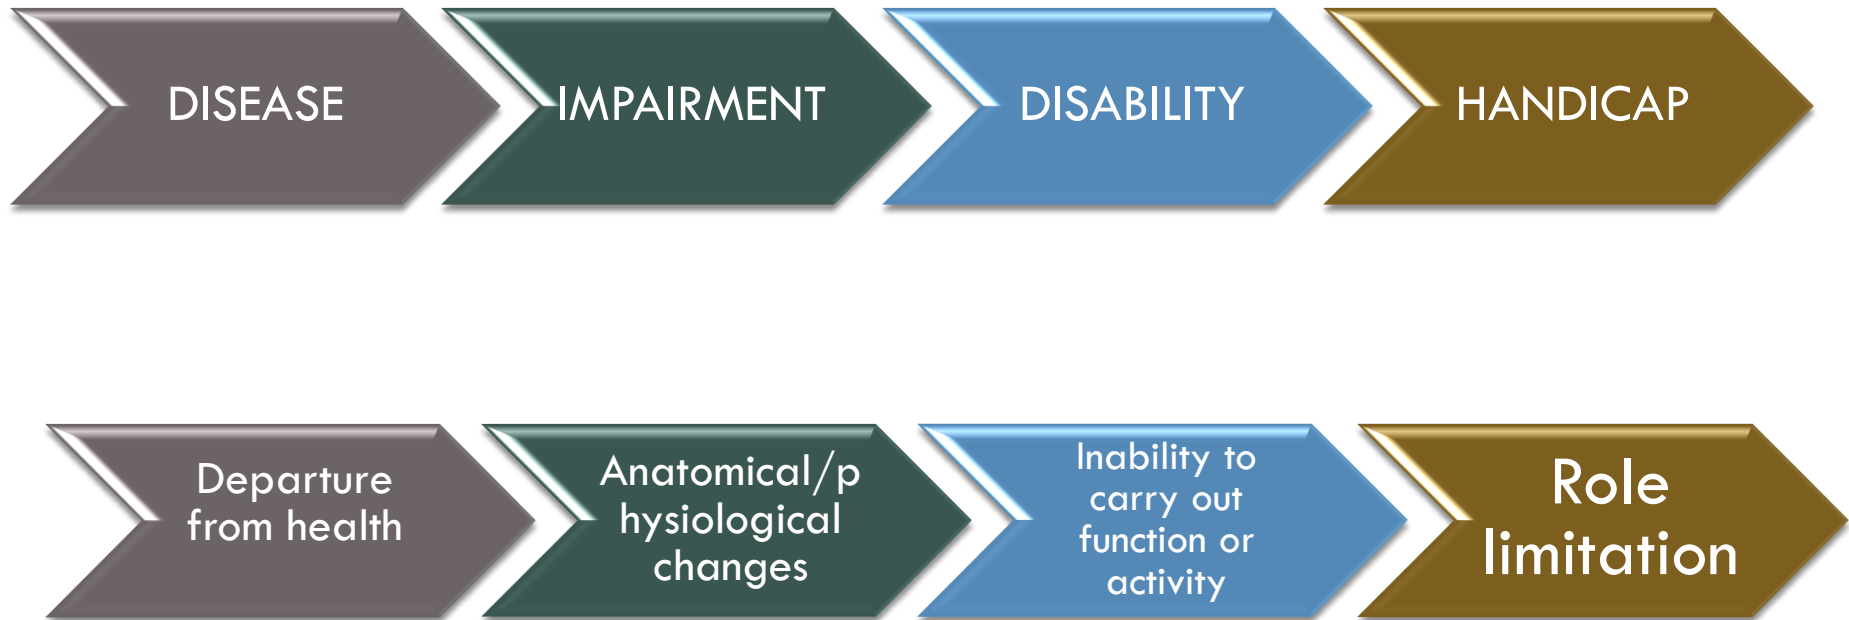 DISEASE
IMPAIRMENT
DISABILITY
HANDICAP
Departure
from health
Anatomical/p
hysiological
changes
Inability to
carry out
function or
activity
Role
limitation